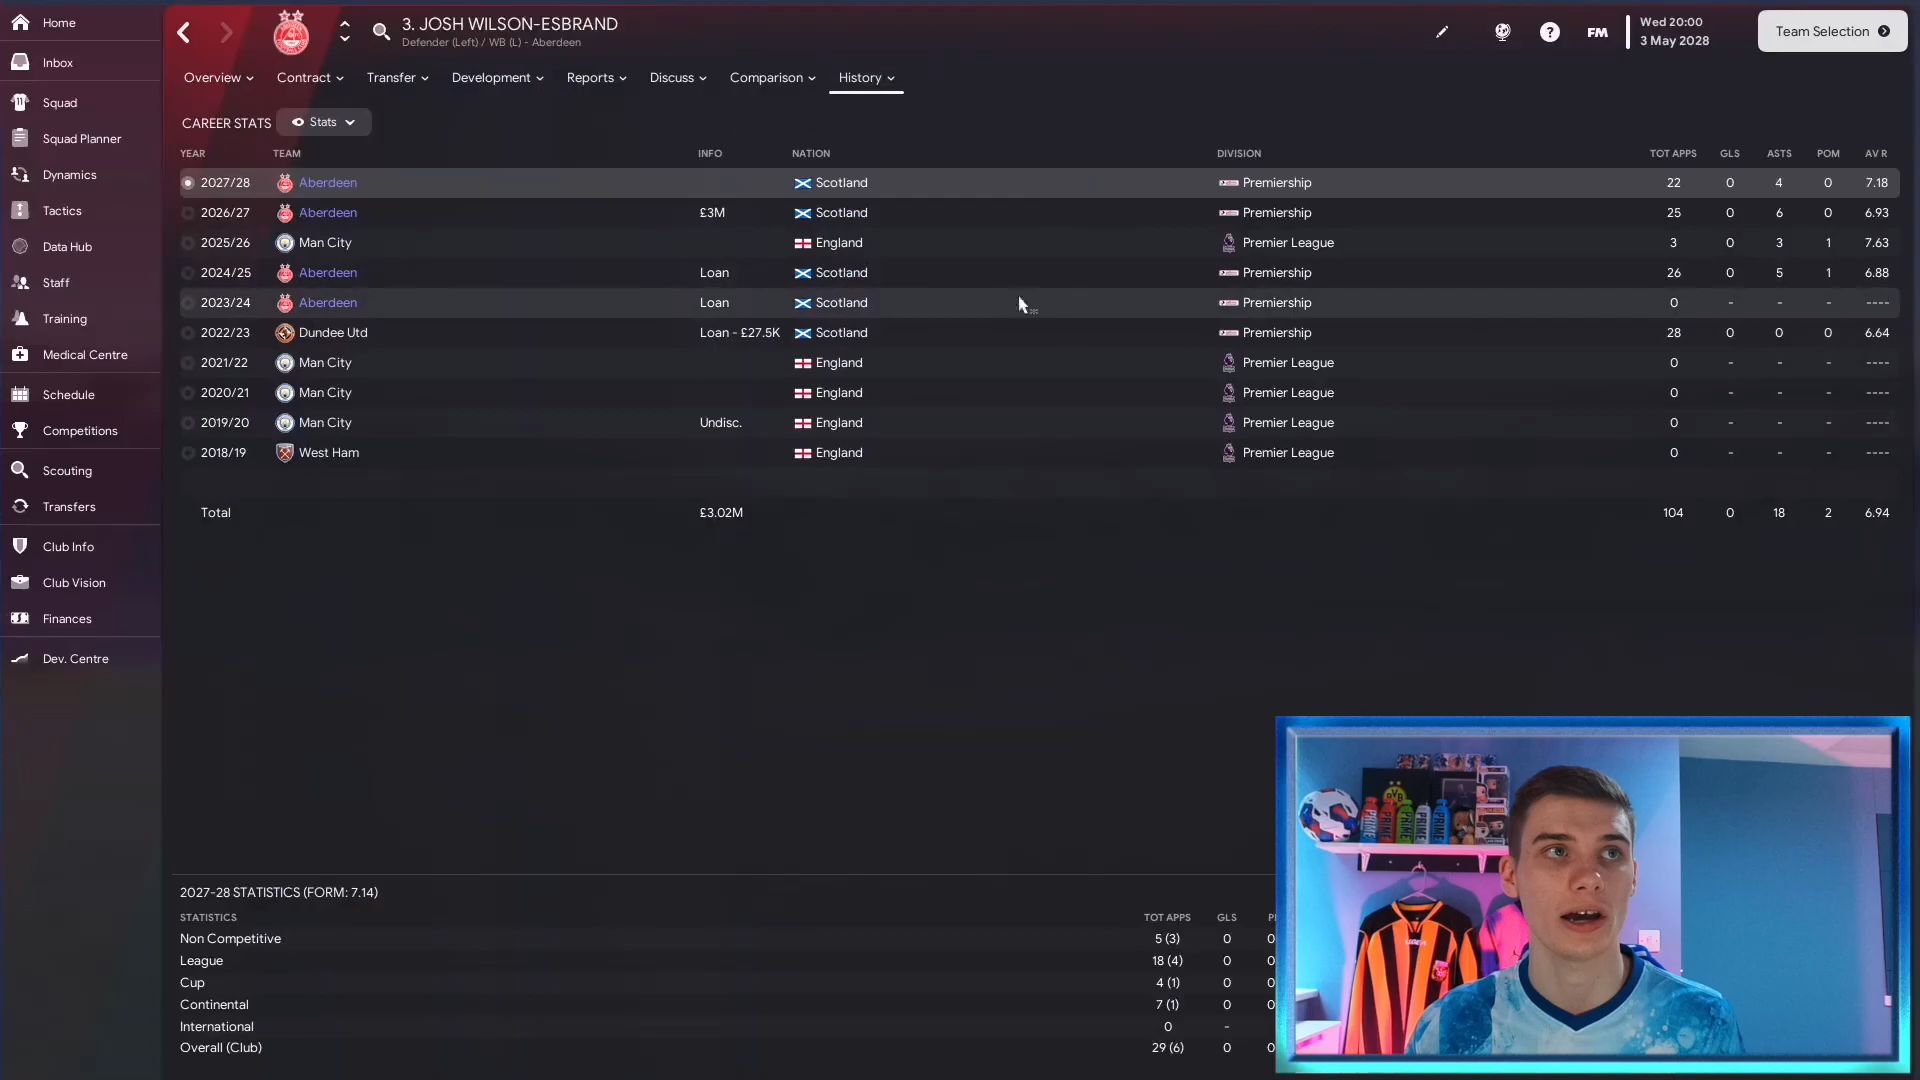 Home
Inbox
Squad
Squad Planner
Dynamics
Tactics
Data Hub
Staff
Training
Medical Centre
Schedule
Competitions
Scouting
Transfers
Club Info
Club Vision
Finances
Dev. Centre
3. JOSH WILSON-ESBRAND
Defender (Left) / WB (L) - Aberdeen
FM
Wed 20:00
3 May 2028
Team Selection
Overview Contract Transfer Development Reports Discuss Comparison History
CAREER STATS Stats
YEAR TEAM INFO NATION DIVISION TOT APPS GLS ASTS POM AV R
2027/28 Aberdeen Scotland Premiership 22 0 4 0 7.18
2026/27 Aberdeen £3M Scotland Premiership 25 0 6 0 6.93
2025/26 Man City England Premier League 3 0 3 1 7.63
2024/25 Aberdeen Loan Scotland Premiership 26 0 5 1 6.88
2023/24 Aberdeen Loan Scotland Premiership 0 - - - ----
2022/23 Dundee Utd Loan - £27.5K Scotland Premiership 28 0 0 0 6.64
2021/22 Man City England Premier League 0 - - - ----
2020/21 Man City England Premier League 0 - - - ----
2019/20 Man City Undisc. England Premier League 0 - - - ----
2018/19 West Ham England Premier League 0 - - - ----
Total £3.02M 104 0 18 2 6.94
2027-28 STATISTICS (FORM: 7.14)
STATISTICS TOT APPS GLS
Non Competitive 5 (3) 0 0
League 18 (4) 0 0
Cup 4 (1) 0 0
Continental 7 (1) 0 0
International 0 -
Overall (Club) 29 (6) 0 0
BVB
PRIME PRIME PRIME PRIME PRIME